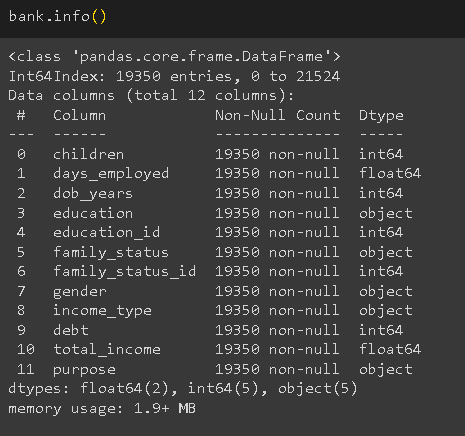 bank.info()
<class 'pandas.core.frame.DataFrame'>
Int64Index: 19350 entries, 0 to 21524
Data columns (total 12 columns):
 #   Column            Non-Null Count  Dtype
---  ------            --------------  -----
 0   children          19350 non-null  int64
 1   days_employed     19350 non-null  float64
 2   dob_years         19350 non-null  int64
 3   education         19350 non-null  object
 4   education_id      19350 non-null  int64
 5   family_status     19350 non-null  object
 6   family_status_id  19350 non-null  int64
 7   gender            19350 non-null  object
 8   income_type       19350 non-null  object
 9   debt              19350 non-null  int64
 10  total_income      19350 non-null  float64
 11  purpose           19350 non-null  object
dtypes: float64(2), int64(5), object(5)
memory usage: 1.9+ MB